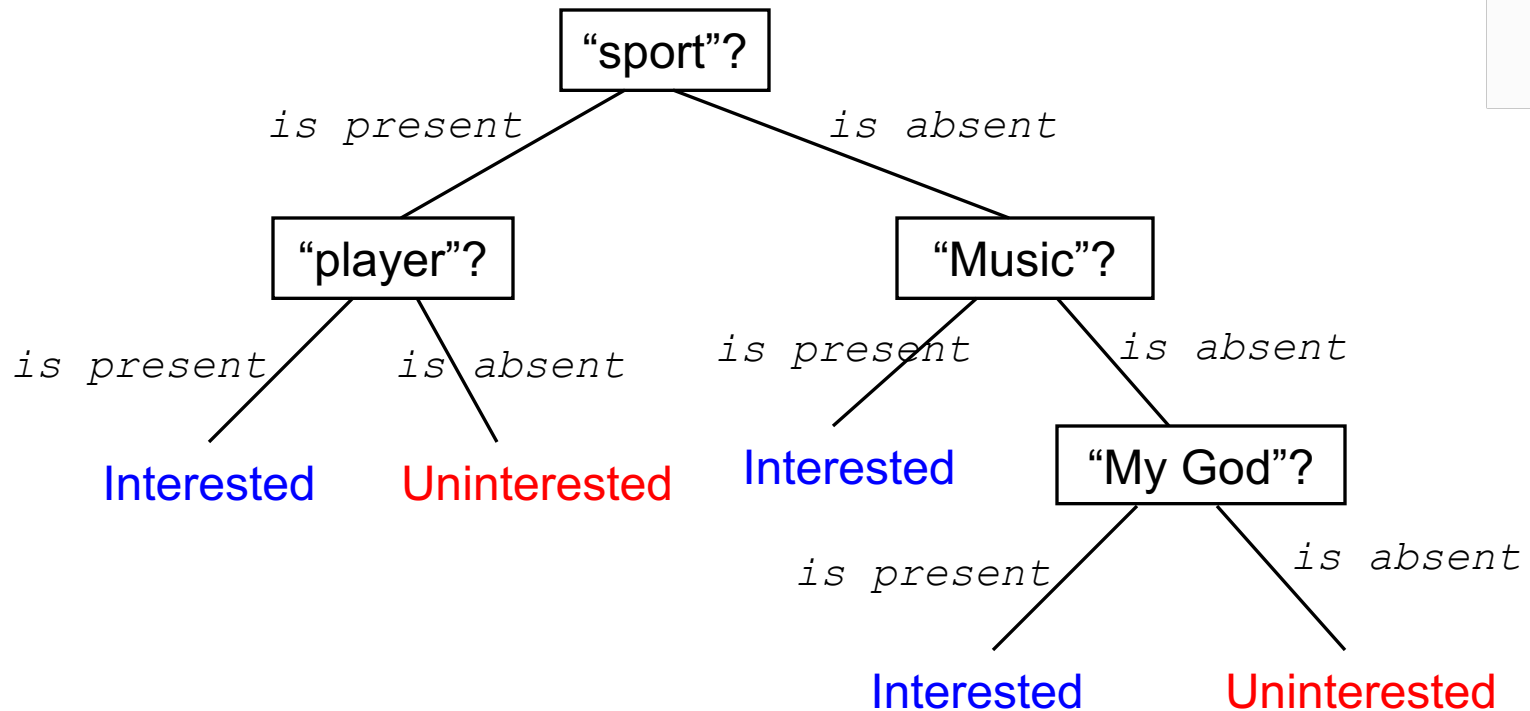 “sport”?
is present
is absent
“player”?
“Music”?
is present
is absent
is present
is absent
Interested
Uninterested
Interested
“My God”?
is present
is absent
Interested
Uninterested